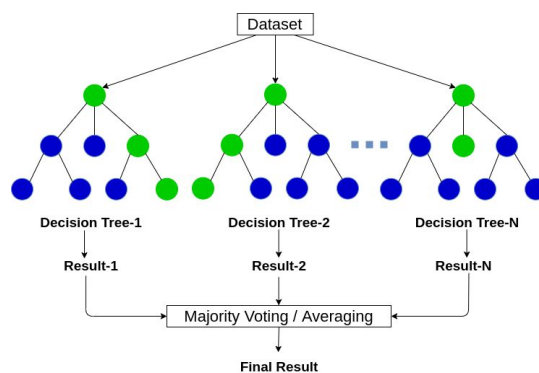 Dataset
Decision Tree-1
Decision Tree-2
Decision Tree-N
Result-1
Result-2
Result-N
Majority Voting / Averaging
Final Result